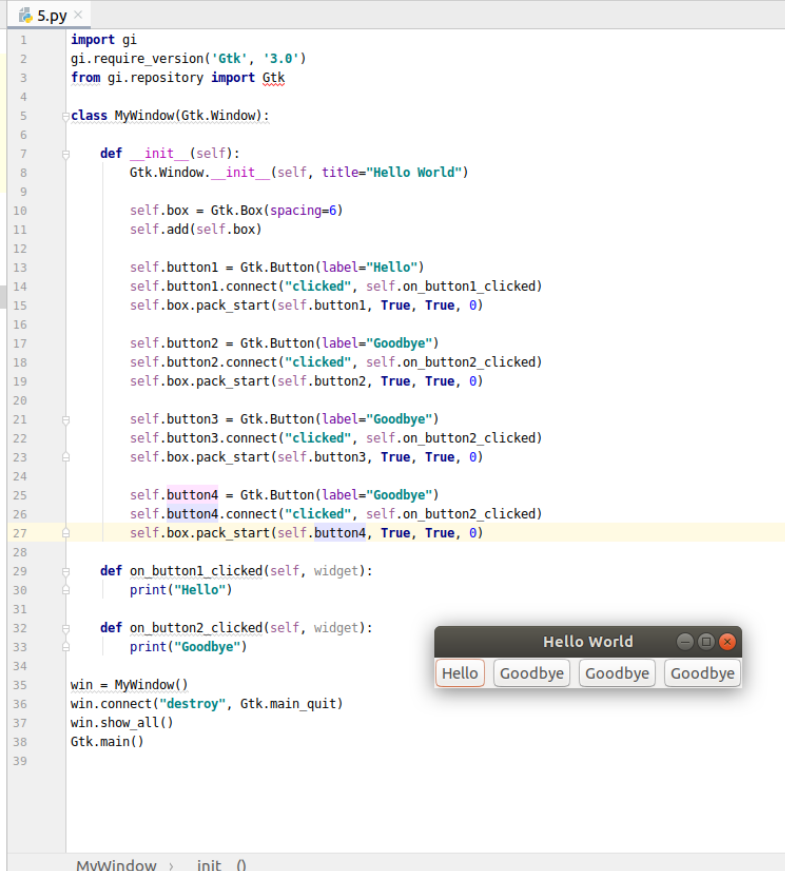 5.py
1 import gi
2 gi.require_version('Gtk', '3.0')
3 from gi.repository import Gtk
4
5 class MyWindow(Gtk.Window):
6
7     def __init__(self):
8         Gtk.Window.__init__(self, title="Hello World")
9
10         self.box = Gtk.Box(spacing=6)
11         self.add(self.box)
12
13         self.button1 = Gtk.Button(label="Hello")
14         self.button1.connect("clicked", self.on_button1_clicked)
15         self.box.pack_start(self.button1, True, True, 0)
16
17         self.button2 = Gtk.Button(label="Goodbye")
18         self.button2.connect("clicked", self.on_button2_clicked)
19         self.box.pack_start(self.button2, True, True, 0)
20
21         self.button3 = Gtk.Button(label="Goodbye")
22         self.button3.connect("clicked", self.on_button2_clicked)
23         self.box.pack_start(self.button3, True, True, 0)
24
25         self.button4 = Gtk.Button(label="Goodbye")
26         self.button4.connect("clicked", self.on_button2_clicked)
27         self.box.pack_start(self.button4, True, True, 0)
28
29     def on_button1_clicked(self, widget):
30         print("Hello")
31
32     def on_button2_clicked(self, widget):
33         print("Goodbye")
34
35 win = MyWindow()
36 win.connect("destroy", Gtk.main_quit)
37 win.show_all()
38 Gtk.main()
39
Hello World
Hello Goodbye Goodbye Goodbye
MyWindow › __init__()